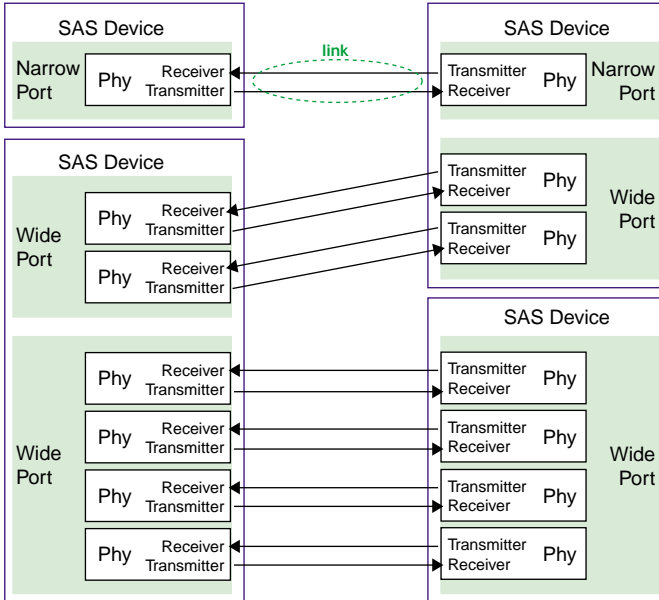 SAS Device
Narrow
Port
Phy
Receiver
Transmitter
link
SAS Device
Transmitter
Receiver
Phy
Narrow
Port
SAS Device
Wide
Port
Phy
Receiver
Transmitter
Phy
Receiver
Transmitter
Transmitter
Receiver
Phy
Transmitter
Receiver
Phy
Wide
Port
Wide
Port
Phy
Receiver
Transmitter
Phy
Receiver
Transmitter
Phy
Receiver
Transmitter
Phy
Receiver
Transmitter
SAS Device
Transmitter
Receiver
Phy
Transmitter
Receiver
Phy
Transmitter
Receiver
Phy
Transmitter
Receiver
Phy
Wide
Port